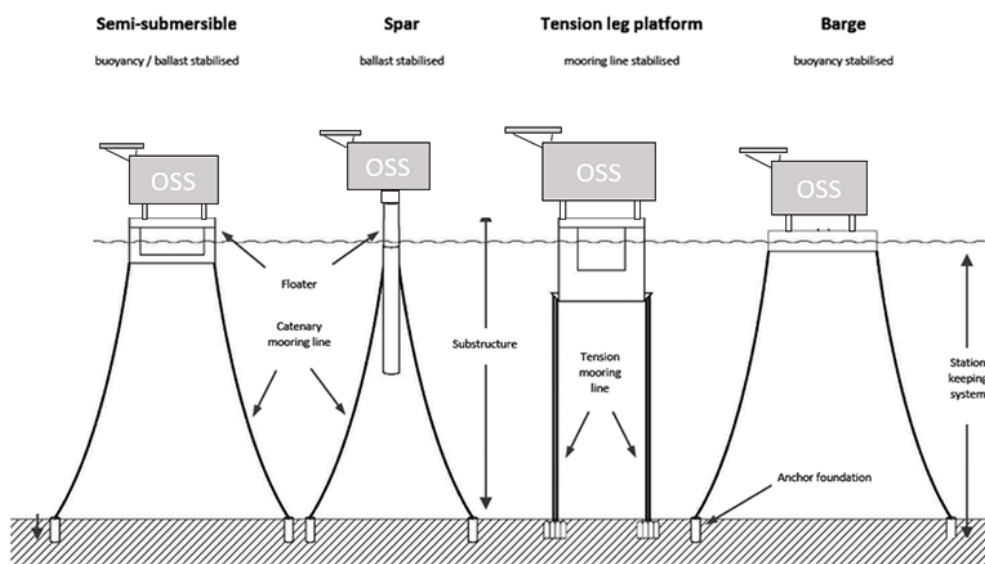 Semi-submersible
buoyancy / ballast stabilised
Spar
ballast stabilised
Tension leg platform
mooring line stabilised
Barge
buoyancy stabilised
OSS
OSS
OSS
OSS
Floater
Catenary
mooring line
Substructure
Tension
mooring
line
Station
keeping
system
Anchor foundation